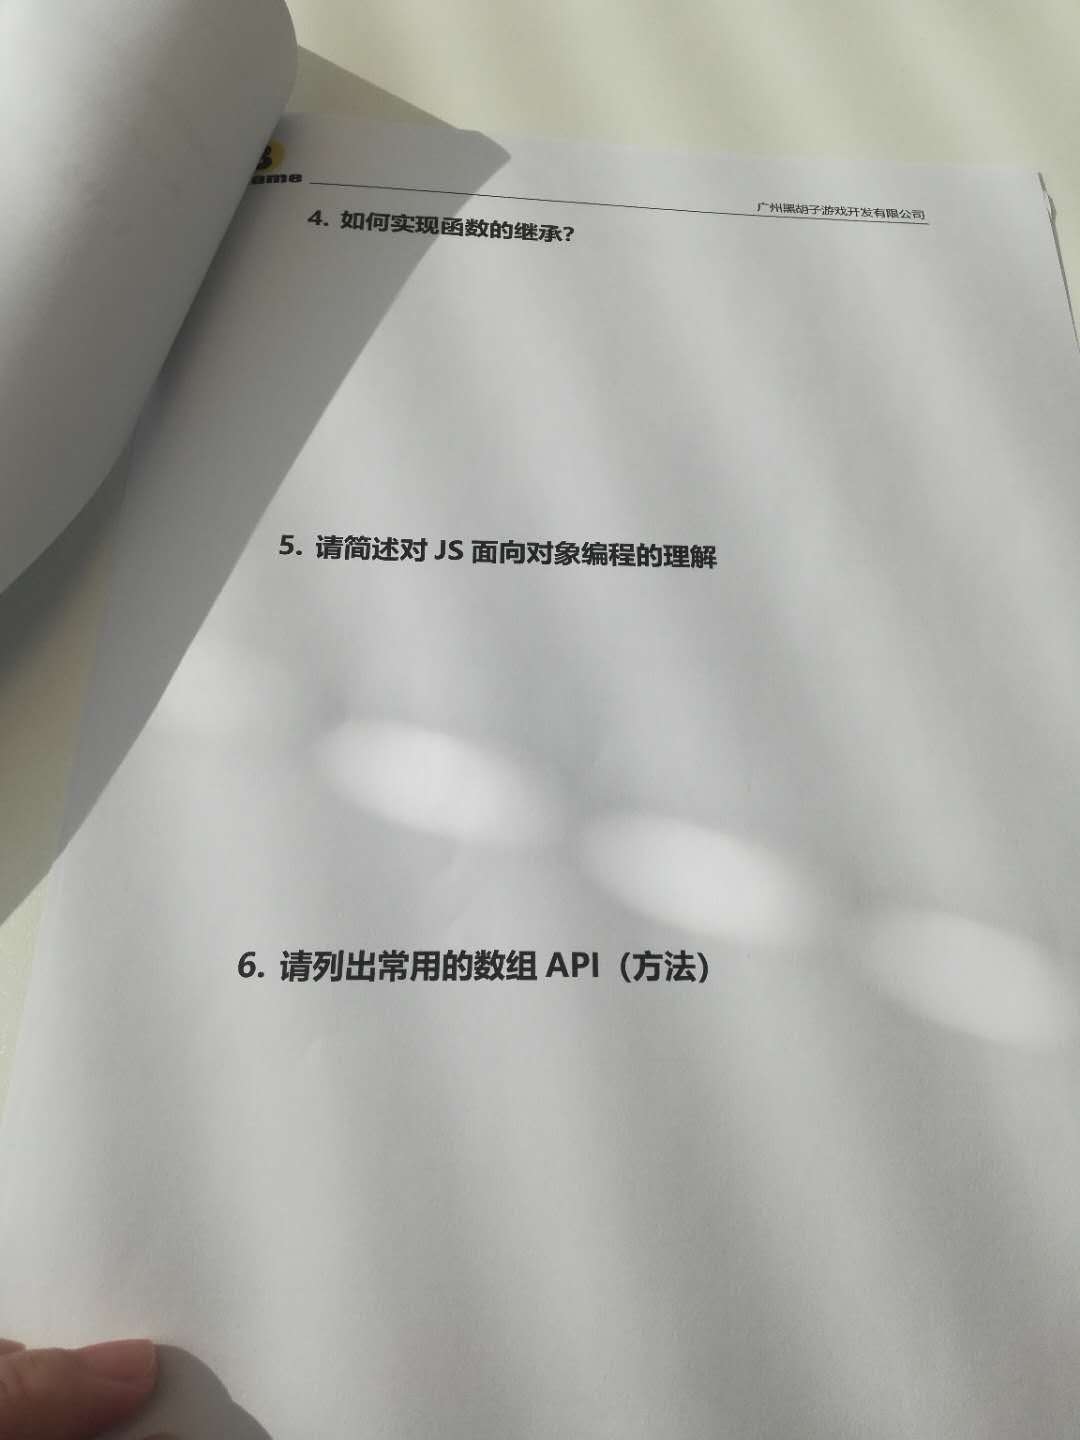 广州黑胡子游戏开发有限公司
4. 如何实现函数的继承?
5. 请简述对 JS 面向对象编程的理解
6. 请列出常用的数组 API（方法）